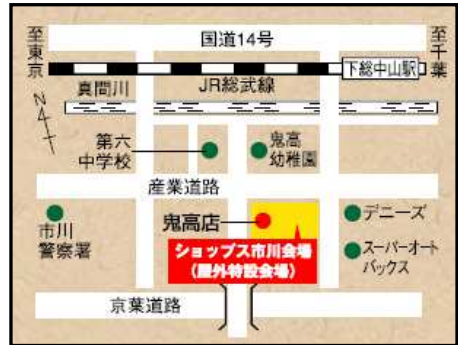 国道14号
至東京
至千葉
下総中山駅
真間川
JR総武線
N
第六
中学校
鬼高
幼稚園
産業道路
市川
警察署
鬼高店
デニーズ
ショップス市川会場
(屋外特設会場)
スーパーオート
バックス
京葉道路